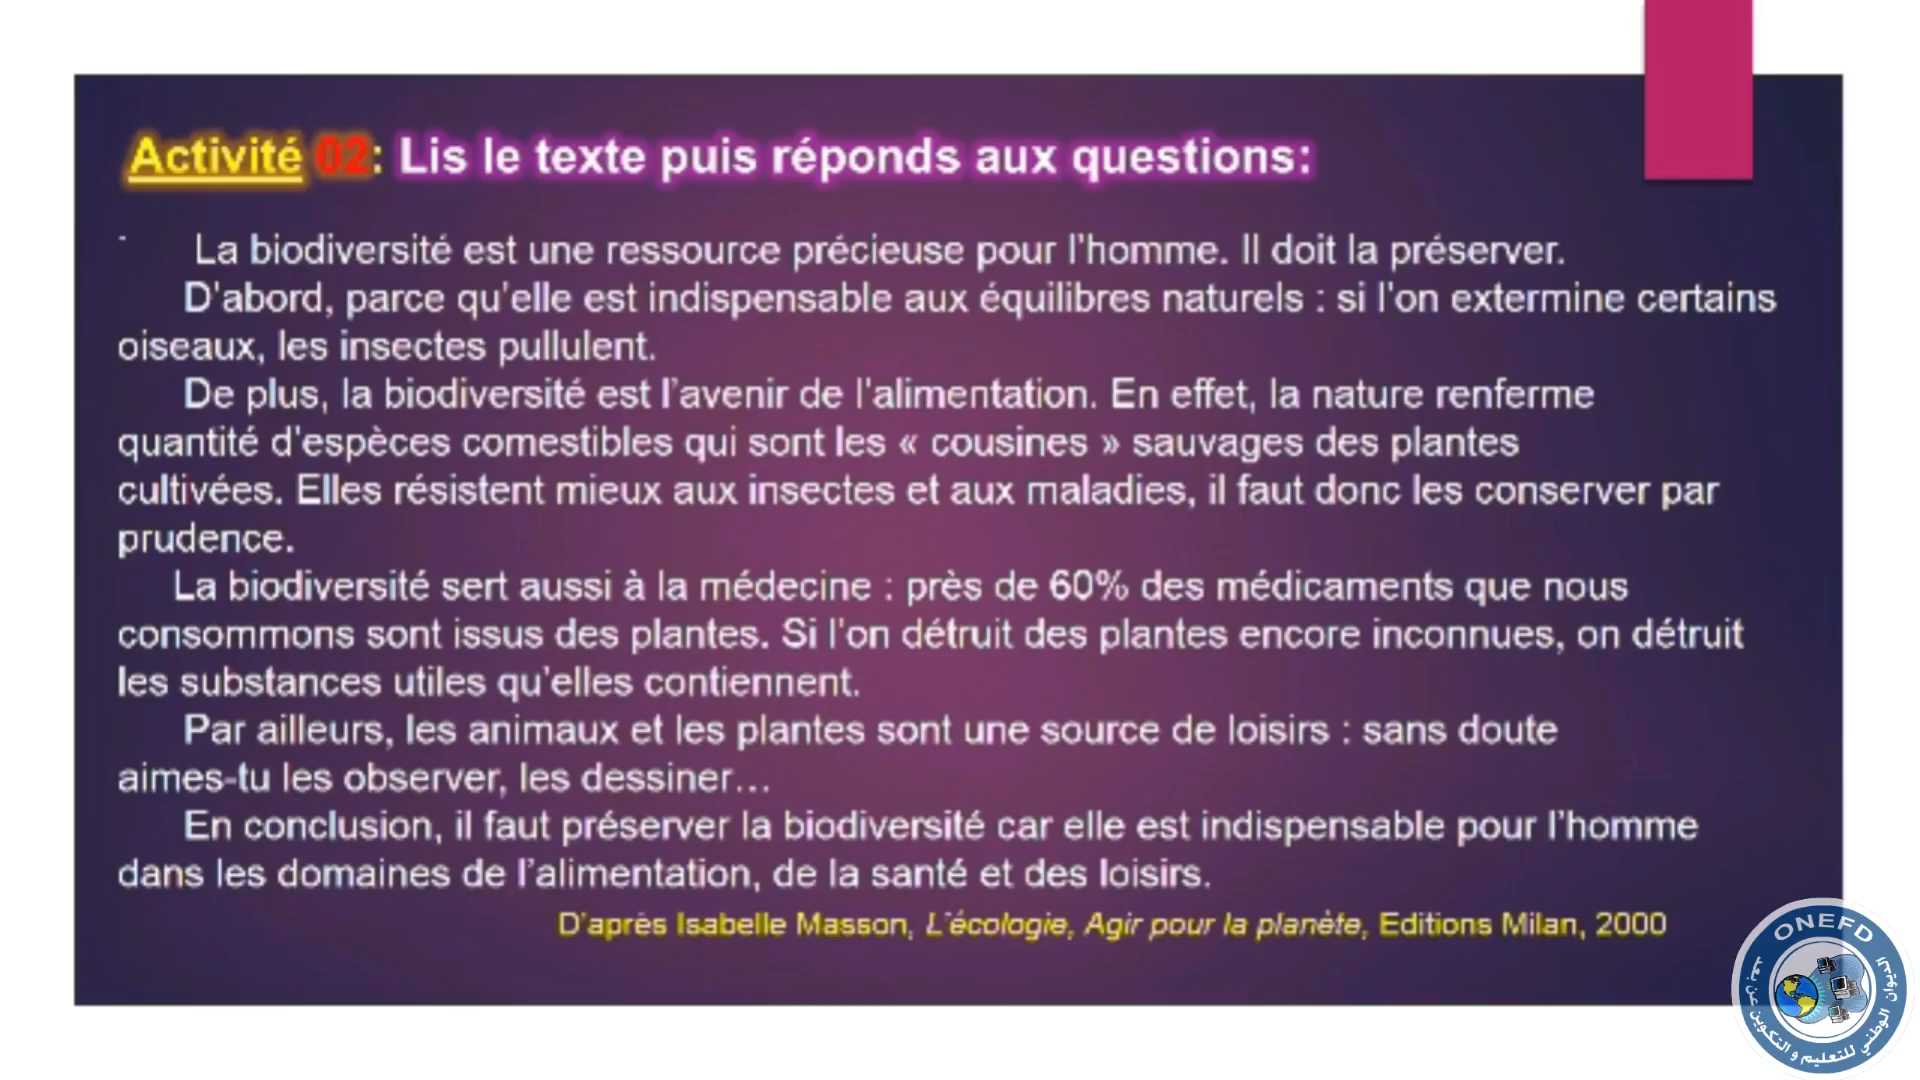 Activité 02: Lis le texte puis réponds aux questions:
La biodiversité est une ressource précieuse pour l'homme. Il doit la préserver.
D'abord, parce qu'elle est indispensable aux équilibres naturels : si l'on extermine certains
oiseaux, les insectes pullulent.
De plus, la biodiversité est l'avenir de l'alimentation. En effet, la nature renferme
quantité d'espèces comestibles qui sont les « cousines » sauvages des plantes
cultivées. Elles résistent mieux aux insectes et aux maladies, il faut donc les conserver par
prudence.
La biodiversité sert aussi à la médecine : près de 60% des médicaments que nous
consommons sont issus des plantes. Si l'on détruit des plantes encore inconnues, on détruit
les substances utiles qu'elles contiennent.
Par ailleurs, les animaux et les plantes sont une source de loisirs : sans doute
aimes-tu les observer, les dessiner…
En conclusion, il faut préserver la biodiversité car elle est indispensable pour l'homme
dans les domaines de l'alimentation, de la santé et des loisirs.
D'après Isabelle Masson, L'écologie, Agir pour la planète, Editions Milan, 2000
ONEFD
الديوان الوطني للتعليم و التكوين عن بعد